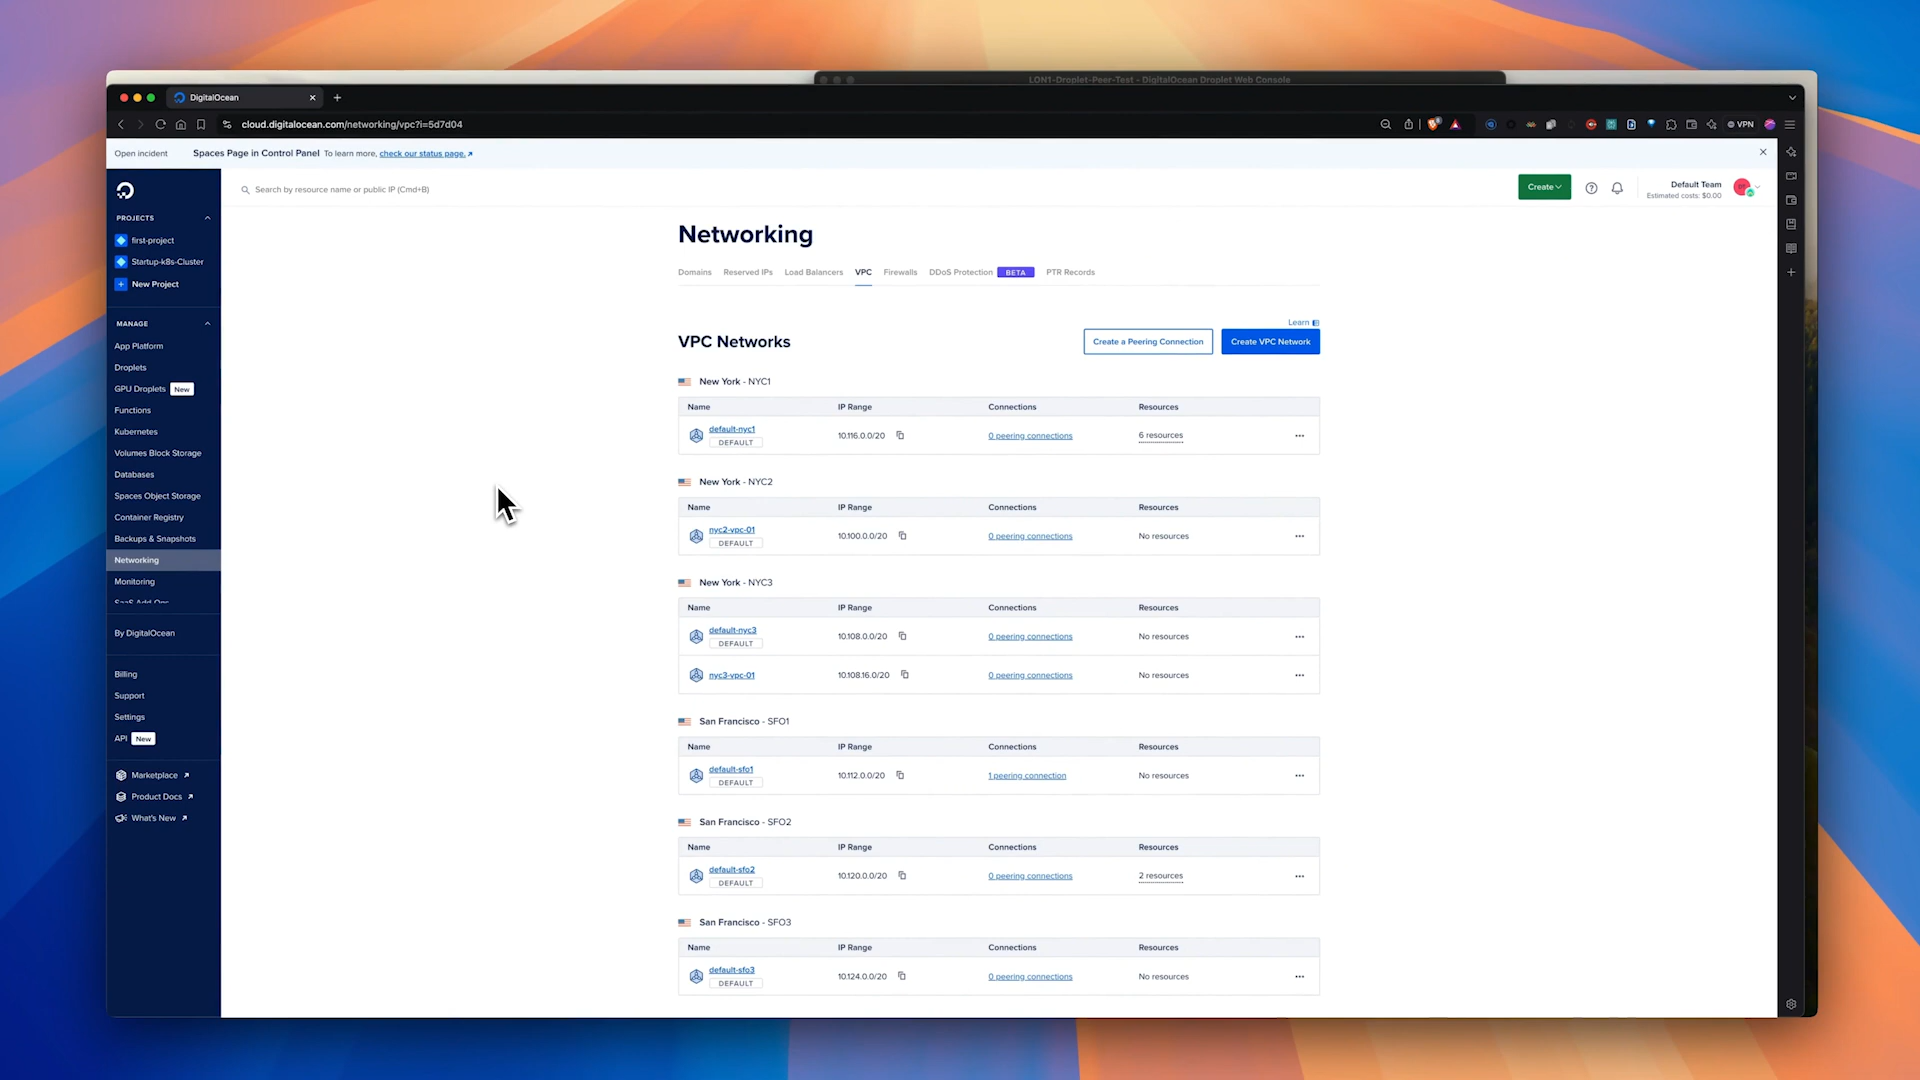 LON1-Droplet-Peer-Test - DigitalOcean Droplet Web Console
DigitalOcean
cloud.digitalocean.com/networking/vpc?i=5d7d04
VPN
Open incident Spaces Page in Control Panel To learn more, check our status page.
Search by resource name or public IP (Cmd+B)
Create
Default Team
Estimated costs: $0.00
PROJECTS
first-project
Startup-k8s-Cluster
New Project
MANAGE
App Platform
Droplets
GPU Droplets New
Functions
Kubernetes
Volumes Block Storage
Databases
Spaces Object Storage
Container Registry
Backups & Snapshots
Networking
Monitoring
SaaS Add-Ons
By DigitalOcean
Billing
Support
Settings
API New
Marketplace
Product Docs
What's New
Networking
Domains Reserved IPs Load Balancers VPC Firewalls DDoS Protection BETA PTR Records
Learn
VPC Networks
Create a Peering Connection Create VPC Network
New York - NYC1
Name IP Range Connections Resources
default-nyc1 10.116.0.0/20 0 peering connections 6 resources
DEFAULT
New York - NYC2
Name IP Range Connections Resources
nyc2-vpc-01 10.100.0.0/20 0 peering connections No resources
DEFAULT
New York - NYC3
Name IP Range Connections Resources
default-nyc3 10.108.0.0/20 0 peering connections No resources
DEFAULT
nyc3-vpc-01 10.108.16.0/20 0 peering connections No resources
San Francisco - SFO1
Name IP Range Connections Resources
default-sfo1 10.112.0.0/20 1 peering connection No resources
DEFAULT
San Francisco - SFO2
Name IP Range Connections Resources
default-sfo2 10.120.0.0/20 0 peering connections 2 resources
DEFAULT
San Francisco - SFO3
Name IP Range Connections Resources
default-sfo3 10.124.0.0/20 0 peering connections No resources
DEFAULT